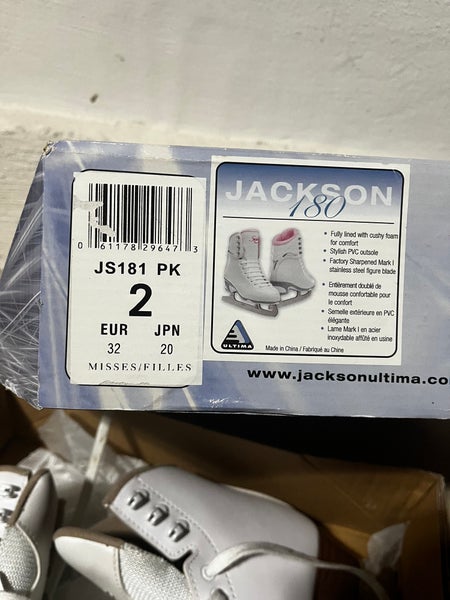 0 61178 29647 3
JS181 PK
2
EUR JPN
32 20
MISSES/FILLES
JACKSON
180
• Fully lined with cushy foam
for comfort
• Stylish PVC outsole
• Factory Sharpened Mark I
stainless steel figure blade
• Entièrement doublé de
mousse confortable pour
le confort
• Semelle extérieure en PVC
élégante
• Lame Mark I en acier
inoxydable affûté en usine
ULTIMA
Made in China / Fabriqué au Chine
www.jacksonultima.co